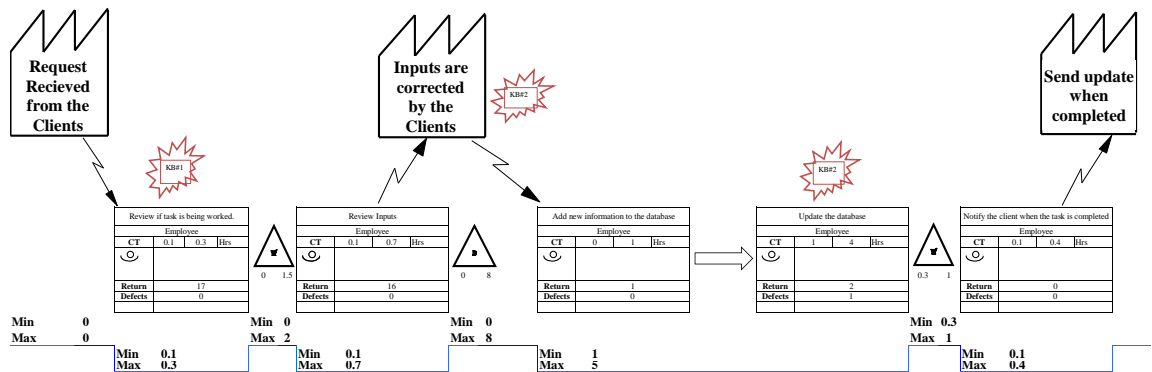 Request
Recieved
from the
Clients
Inputs are
corrected
by the
Clients
Send update
when
completed
KB#1
KB#2
KB#2
Review if task is being worked.
Employee
CT 0.1 0.3 Hrs
Return 17
Defects 0
0 1.5
Review Inputs
Employee
CT 0.1 0.7 Hrs
Return 16
Defects 0
0 8
Add new information to the database
Employee
CT 0 1 Hrs
Return 1
Defects 0
Update the database
Employee
CT 1 4 Hrs
Return 2
Defects 1
0.3 1
Notify the client when the task is completed
Employee
CT 0.1 0.4 Hrs
Return 0
Defects 0
Min 0
Max 0
Min 0.1
Max 0.3
Min 0
Max 2
Min 0.1
Max 0.7
Min 0
Max 8
Min 1
Max 5
Min 0.3
Max 1
Min 0.1
Max 0.4